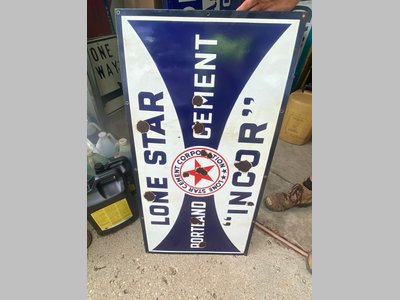 ONE
WAY
LONE STAR
PORTLAND CEMENT
"INCOR"
LONE STAR CEMENT CORPORATION